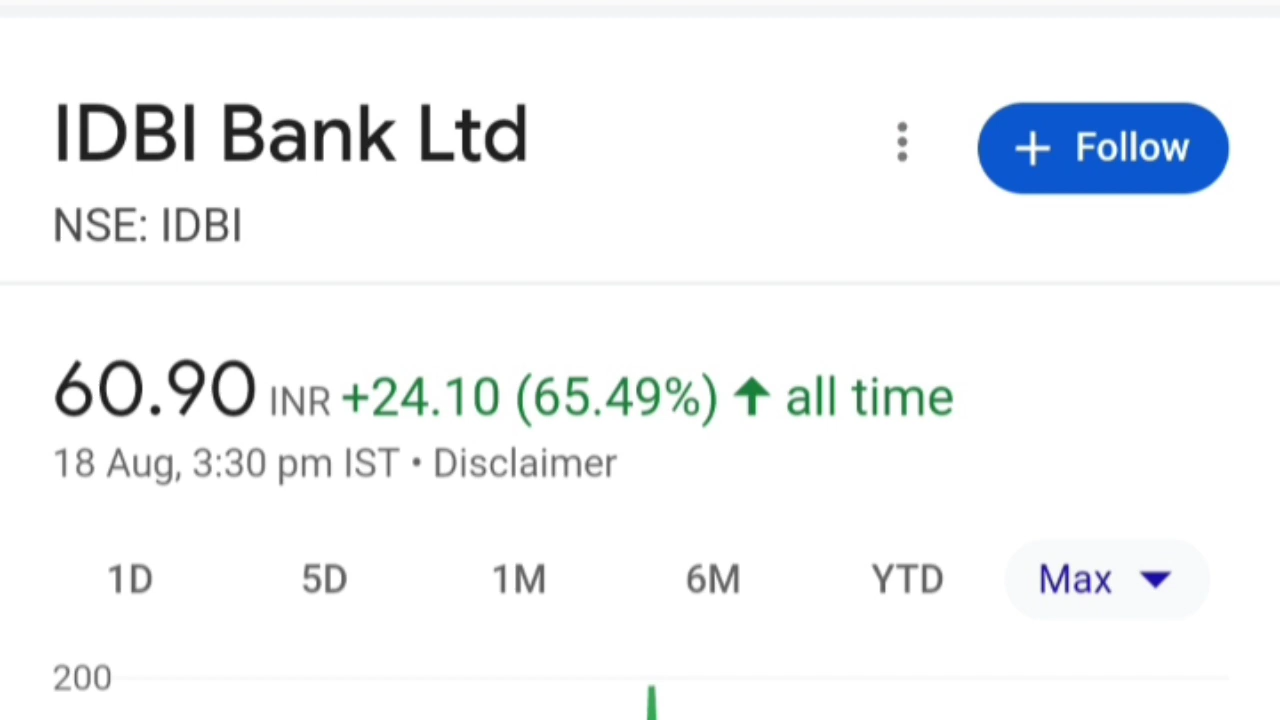 IDBI Bank Ltd
+ Follow
NSE: IDBI
60.90 INR +24.10 (65.49%) ↑ all time
18 Aug, 3:30 pm IST • Disclaimer
1D 5D 1M 6M YTD Max
200